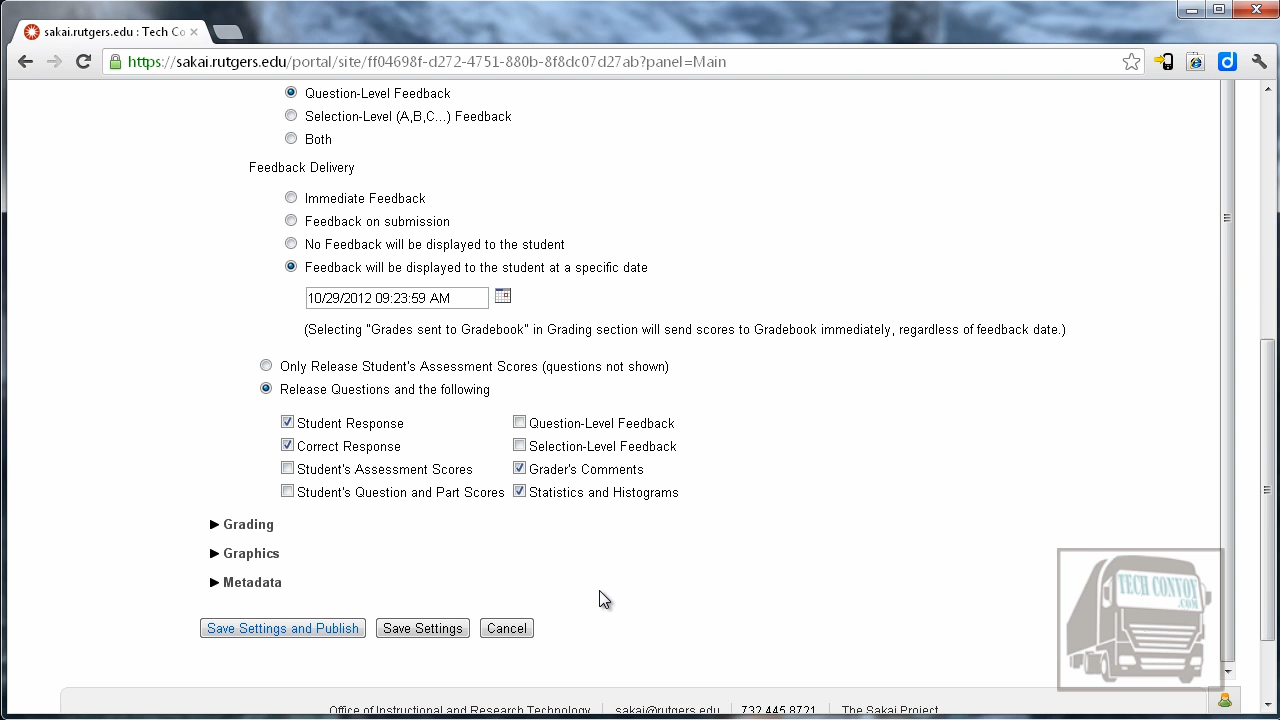 sakai.rutgers.edu : Tech Co
https://sakai.rutgers.edu/portal/site/ff04698f-d272-4751-880b-8f8dc07d27ab?panel=Main
Question-Level Feedback
Selection-Level (A,B,C...) Feedback
Both
Feedback Delivery
Immediate Feedback
Feedback on submission
No Feedback will be displayed to the student
Feedback will be displayed to the student at a specific date
10/29/2012 09:23:59 AM
(Selecting "Grades sent to Gradebook" in Grading section will send scores to Gradebook immediately, regardless of feedback date.)
Only Release Student's Assessment Scores (questions not shown)
Release Questions and the following
Student Response Question-Level Feedback
Correct Response Selection-Level Feedback
Student's Assessment Scores Grader's Comments
Student's Question and Part Scores Statistics and Histograms
Grading
Graphics
Metadata
TECH CONVOY
.COM
Save Settings and Publish Save Settings Cancel
Office of Instructional and Research Technology sakai@rutgers.edu 732.445.8721 The Sakai Project